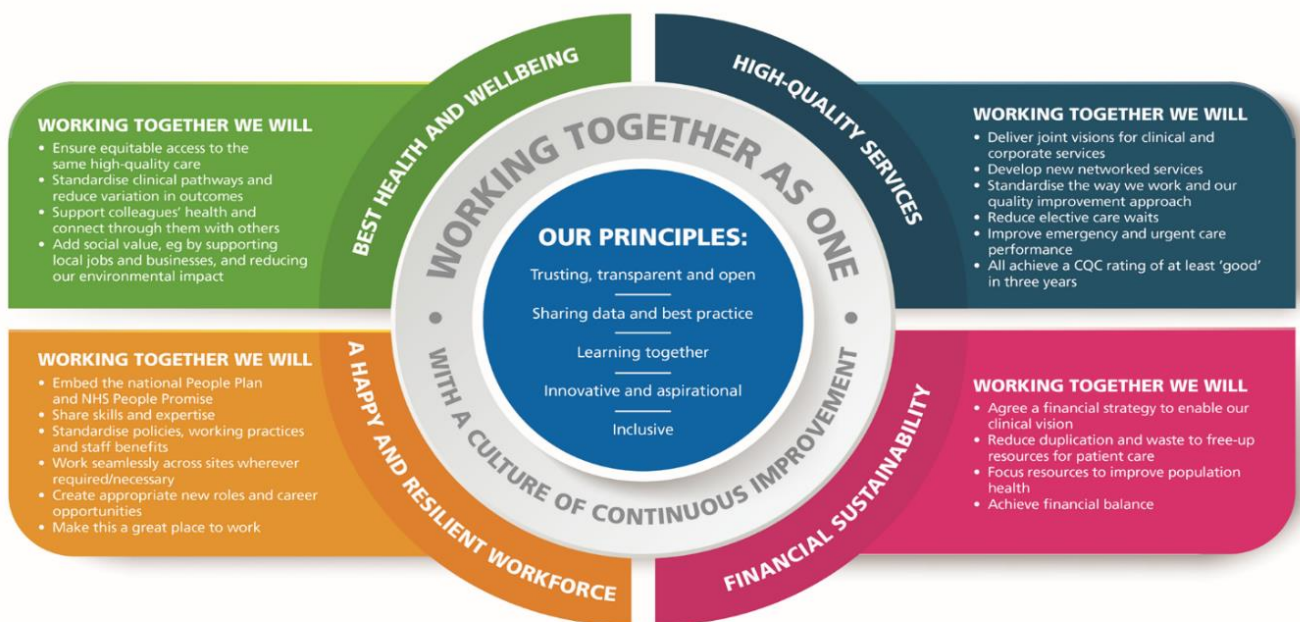 BEST HEALTH AND WELLBEING
WORKING TOGETHER WE WILL
• Ensure equitable access to the
same high-quality care
• Standardise clinical pathways and
reduce variation in outcomes
• Support colleagues’ health and
connect through them with others
• Add social value, eg by supporting
local jobs and businesses, and reducing
our environmental impact
HIGH-QUALITY SERVICES
WORKING TOGETHER WE WILL
• Deliver joint visions for clinical and
corporate services
• Develop new networked services
• Standardise the way we work and our
quality improvement approach
• Reduce elective care waits
• Improve emergency and urgent care
performance
• All achieve a CQC rating of at least ‘good’
in three years
WORKING TOGETHER AS ONE
• WITH A CULTURE OF CONTINUOUS IMPROVEMENT •
OUR PRINCIPLES:
Trusting, transparent and open
Sharing data and best practice
Learning together
Innovative and aspirational
Inclusive
A HAPPY AND RESILIENT WORKFORCE
WORKING TOGETHER WE WILL
• Embed the national People Plan
and NHS People Promise
• Share skills and expertise
• Standardise policies, working practices
and staff benefits
• Work seamlessly across sites wherever
required/necessary
• Create appropriate new roles and career
opportunities
• Make this a great place to work
FINANCIAL SUSTAINABILITY
WORKING TOGETHER WE WILL
• Agree a financial strategy to enable our
clinical vision
• Reduce duplication and waste to free-up
resources for patient care
• Focus resources to improve population
health
• Achieve financial balance